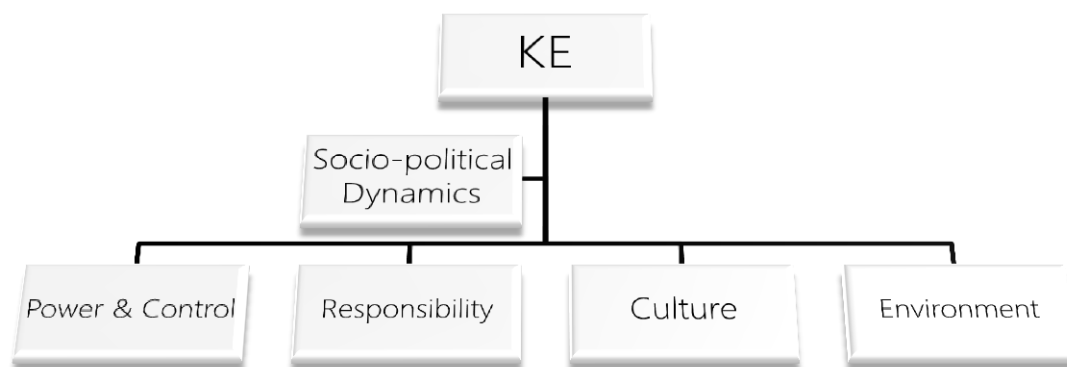 KE
Socio-political
Dynamics
Power & Control
Responsibility
Culture
Environment